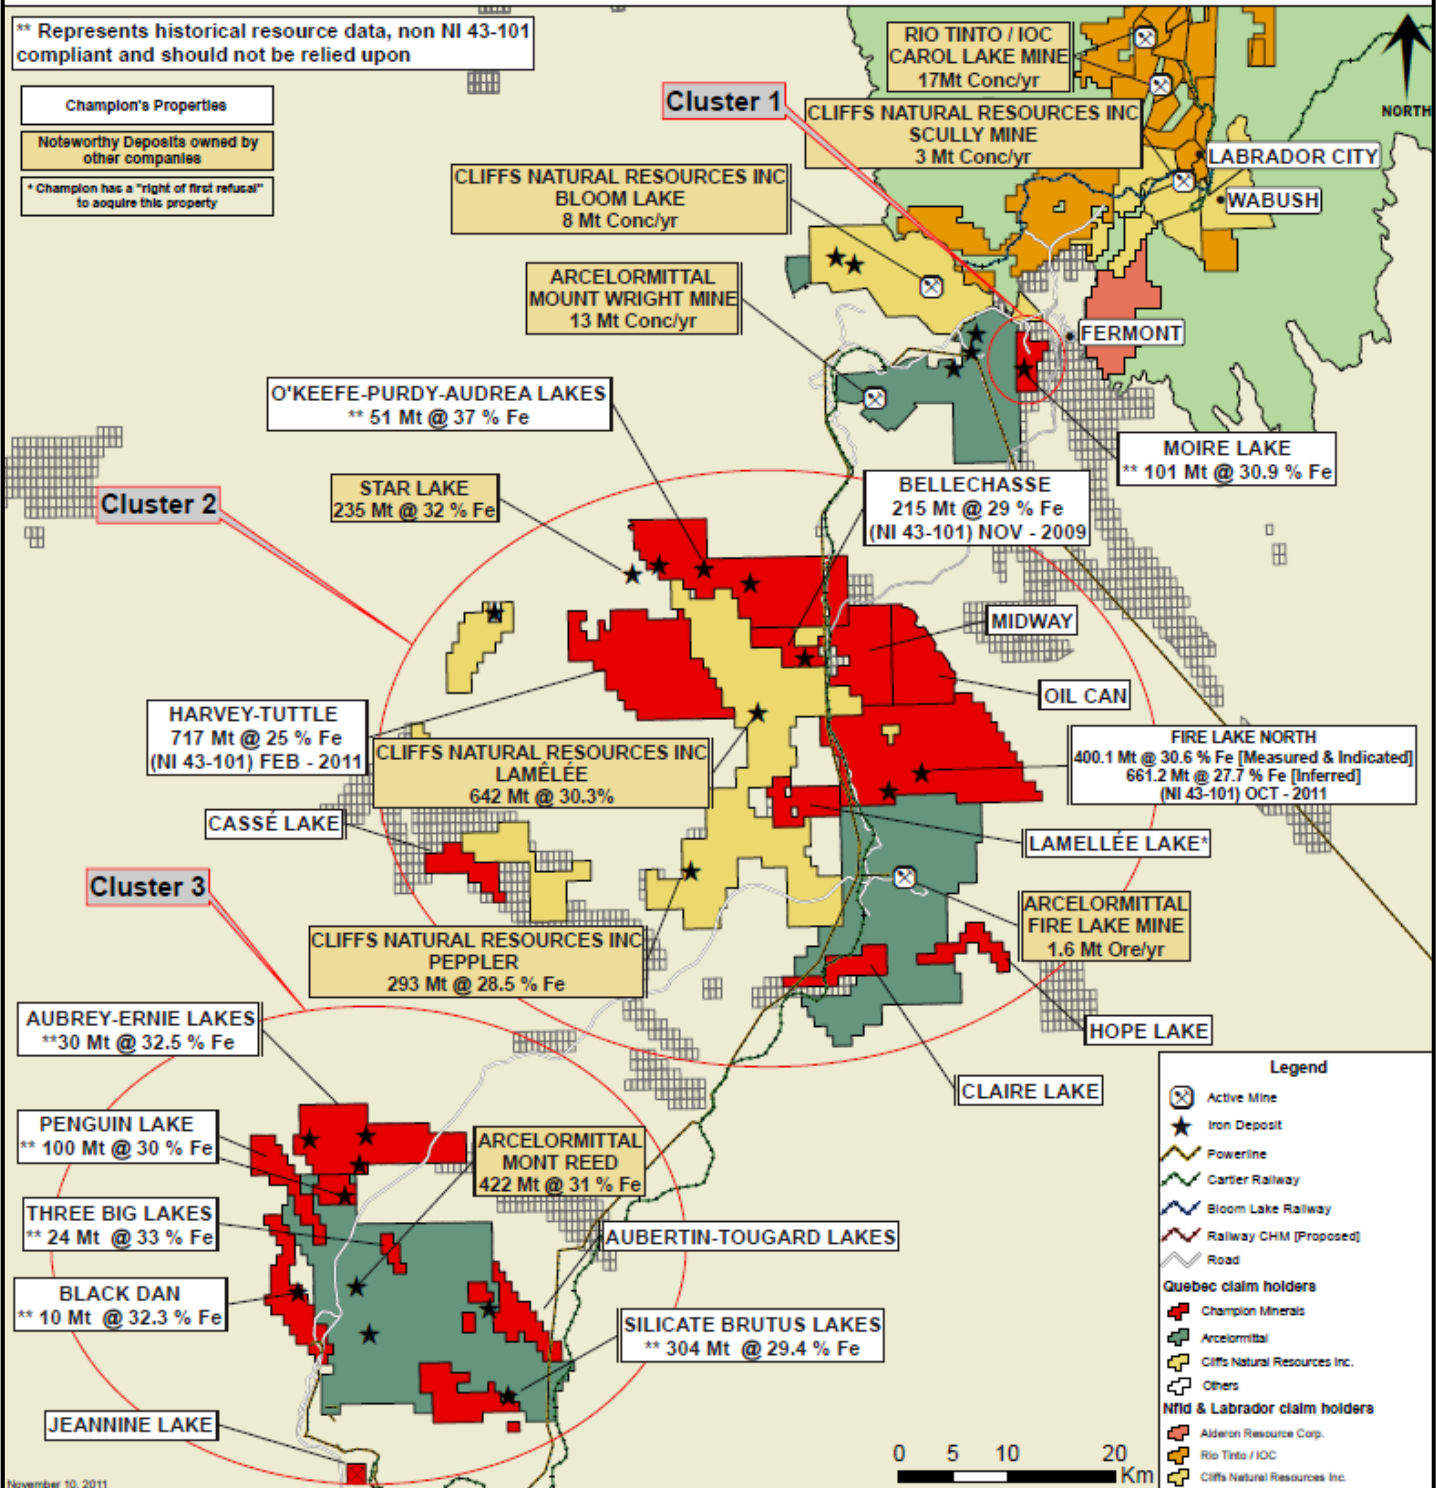 ** Represents historical resource data, non NI 43-101
compliant and should not be relied upon
Champion's Properties
Noteworthy Deposits owned by
other companies
* Champion has a "right of first refusal"
to acquire this property
RIO TINTO / IOC
CAROL LAKE MINE
17Mt Conc/yr
NORTH
Cluster 1
CLIFFS NATURAL RESOURCES INC
SCULLY MINE
3 Mt Conc/yr
LABRADOR CITY
WABUSH
CLIFFS NATURAL RESOURCES INC
BLOOM LAKE
8 Mt Conc/yr
ARCELORMITTAL
MOUNT WRIGHT MINE
13 Mt Conc/yr
FERMONT
O'KEEFE-PURDY-AUDREA LAKES
** 51 Mt @ 37 % Fe
MOIRE LAKE
** 101 Mt @ 30.9 % Fe
STAR LAKE
235 Mt @ 32 % Fe
Cluster 2
BELLECHASSE
215 Mt @ 29 % Fe
(NI 43-101) NOV - 2009
MIDWAY
OIL CAN
HARVEY-TUTTLE
717 Mt @ 25 % Fe
(NI 43-101) FEB - 2011
CLIFFS NATURAL RESOURCES INC
LAMÊLÉE
642 Mt @ 30.3%
FIRE LAKE NORTH
400.1 Mt @ 30.6 % Fe [Measured & Indicated]
661.2 Mt @ 27.7 % Fe [Inferred]
(NI 43-101) OCT - 2011
CASSÉ LAKE
LAMELLÉE LAKE*
Cluster 3
ARCELORMITTAL
FIRE LAKE MINE
1.6 Mt Ore/yr
CLIFFS NATURAL RESOURCES INC
PEPPLER
293 Mt @ 28.5 % Fe
AUBREY-ERNIE LAKES
**30 Mt @ 32.5 % Fe
HOPE LAKE
CLAIRE LAKE
PENGUIN LAKE
** 100 Mt @ 30 % Fe
ARCELORMITTAL
MONT REED
422 Mt @ 31 % Fe
THREE BIG LAKES
** 24 Mt @ 33 % Fe
AUBERTIN-TOUGARD LAKES
BLACK DAN
** 10 Mt @ 32.3 % Fe
SILICATE BRUTUS LAKES
** 304 Mt @ 29.4 % Fe
JEANNINE LAKE
November 10, 2011
0 5 10 20
Km
Legend
Active Mine
Iron Deposit
Powerline
Cartier Railway
Bloom Lake Railway
Railway CHM [Proposed]
Road
Quebec claim holders
Champion Minerals
Arcelormittal
Cliffs Natural Resources Inc.
Others
Nfld & Labrador claim holders
Alderon Resource Corp.
Rio Tinto / IOC
Cliffs Natural Resources Inc.